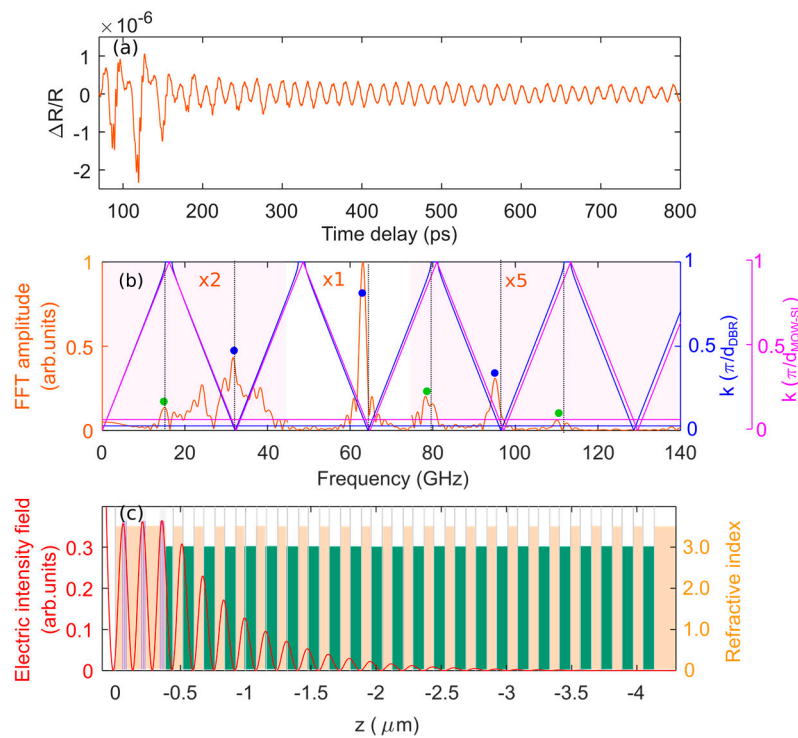 ×10⁻⁶
(a)
1
0
-1
-2
ΔR/R
100 200 300 400 500 600 700 800
Time delay (ps)
(b)
x2 x1 x5
1
0.5
0
FFT amplitude
(arb.units)
1
0.5
0
k (π/d_DBR)
1
0.5
0
k (π/d_MQW-SL)
0 20 40 60 80 100 120 140
Frequency (GHz)
(c)
0.3
0.2
0.1
0
Electric intensity field
(arb.units)
3.0
2.0
1.0
0
Refractive index
0 -0.5 -1 -1.5 -2 -2.5 -3 -3.5 -4
z ( μm)